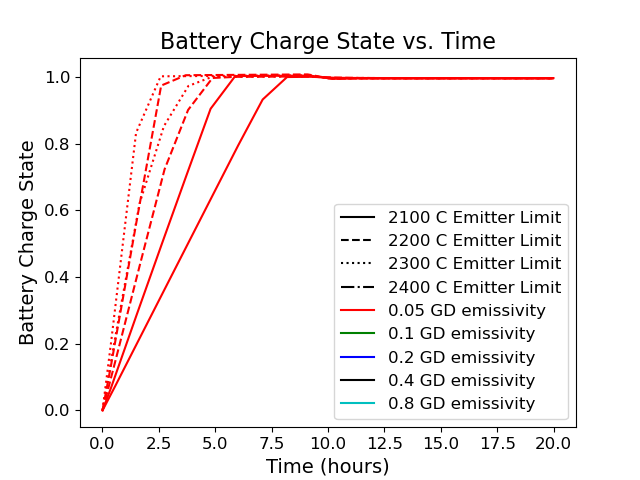 Battery Charge State vs. Time
Battery Charge State
1.0
0.8
0.6
0.4
0.2
0.0
2100 C Emitter Limit
2200 C Emitter Limit
2300 C Emitter Limit
2400 C Emitter Limit
0.05 GD emissivity
0.1 GD emissivity
0.2 GD emissivity
0.4 GD emissivity
0.8 GD emissivity
0.0 2.5 5.0 7.5 10.0 12.5 15.0 17.5 20.0
Time (hours)